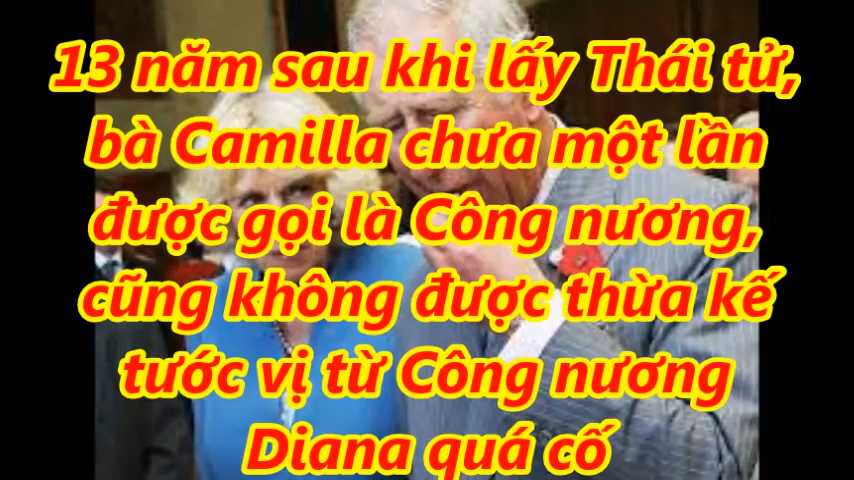 13 năm sau khi lấy Thái tử,
bà Camilla chưa một lần
được gọi là Công nương,
cũng không được thừa kế
tước vị từ Công nương
Diana quá cố